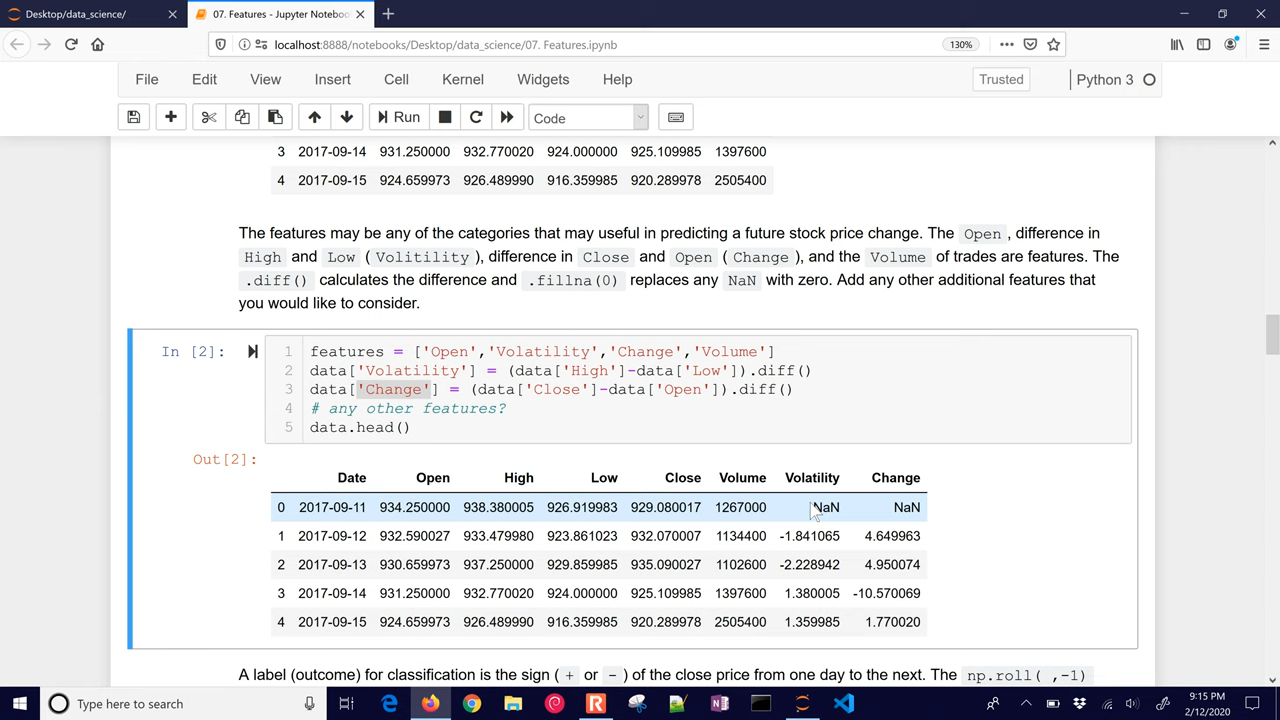 Desktop/data_science/
07. Features - Jupyter Notebook
localhost:8888/notebooks/Desktop/data_science/07. Features.ipynb
130%
File Edit View Insert Cell Kernel Widgets Help Trusted Python 3
Run Code
3 2017-09-14 931.250000 932.770020 924.000000 925.109985 1397600
4 2017-09-15 924.659973 926.489990 916.359985 920.289978 2505400
The features may be any of the categories that may useful in predicting a future stock price change. The Open , difference in
High and Low ( Volitility ), difference in Close and Open ( Change ), and the Volume of trades are features. The
.diff() calculates the difference and .fillna(0) replaces any NaN with zero. Add any other additional features that
you would like to consider.
In [2]:
1 features = ['Open','Volatility','Change','Volume']
2 data['Volatility'] = (data['High']-data['Low']).diff()
3 data['Change'] = (data['Close']-data['Open']).diff()
4 # any other features?
5 data.head()
Out[2]:
Date Open High Low Close Volume Volatility Change
0 2017-09-11 934.250000 938.380005 926.919983 929.080017 1267000 NaN NaN
1 2017-09-12 932.590027 933.479980 923.861023 932.070007 1134400 -1.841065 4.649963
2 2017-09-13 930.659973 937.250000 929.859985 935.090027 1102600 -2.228942 4.950074
3 2017-09-14 931.250000 932.770020 924.000000 925.109985 1397600 1.380005 -10.570069
4 2017-09-15 924.659973 926.489990 916.359985 920.289978 2505400 1.359985 1.770020
A label (outcome) for classification is the sign ( + or - ) of the close price from one day to the next. The np.roll( ,-1)
Type here to search
9:15 PM
2/12/2020